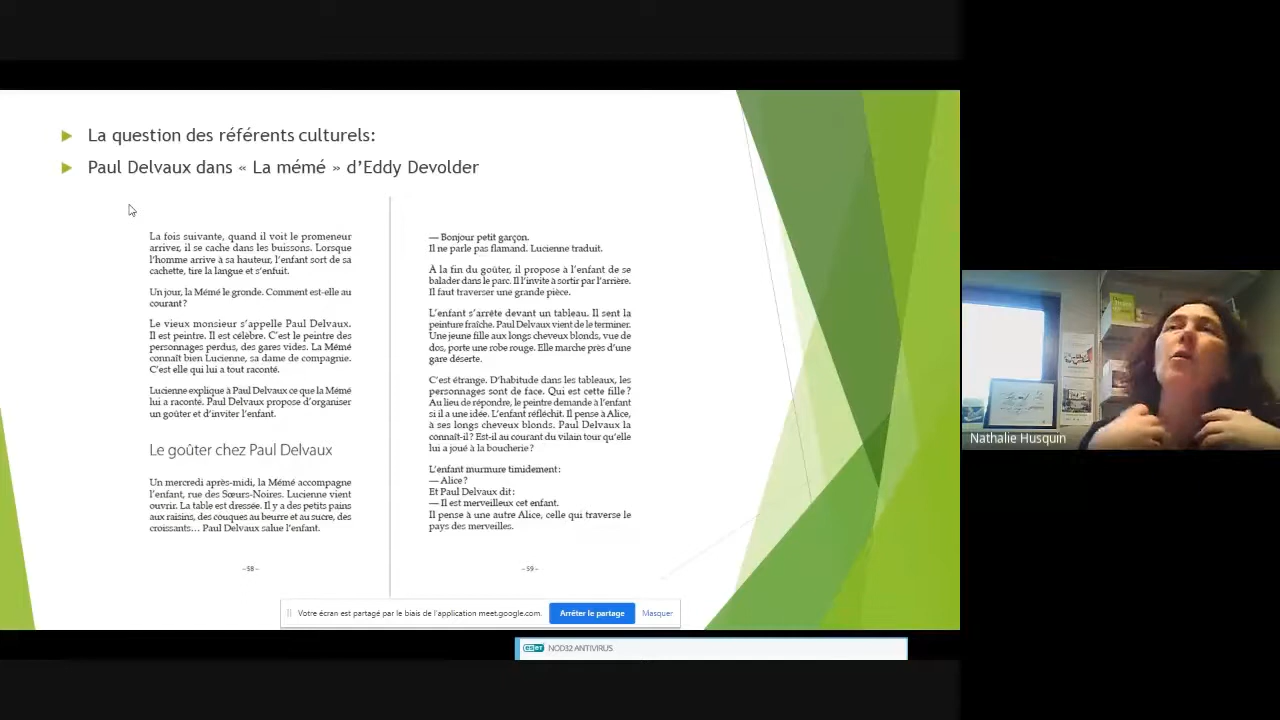 La question des référents culturels:
Paul Delvaux dans « La mémé » d’Eddy Devolder
La fois suivante, quand il voit le promeneur
arriver, il se cache dans les buissons. Lorsque
l’homme arrive à sa hauteur, l’enfant sort de sa
cachette, tire la langue et s’enfuit.
Un jour, la Mémé le gronde. Comment est-elle au
courant ?
Le vieux monsieur s’appelle Paul Delvaux.
Il est peintre. Il est célèbre. C’est le peintre des
personnages perdus, des gares vides. La Mémé
connaît bien Lucienne, sa dame de compagnie.
C’est elle qui lui a tout raconté.
Lucienne explique à Paul Delvaux ce que la Mémé
lui a raconté. Paul Delvaux propose d’organiser
un goûter et d’inviter l’enfant.
Le goûter chez Paul Delvaux
Un mercredi après-midi, la Mémé accompagne
l’enfant, rue des Sœurs-Noires. Lucienne vient
ouvrir. La table est dressée. Il y a des petits pains
aux raisins, des couques au beurre et au sucre, des
croissants… Paul Delvaux salue l’enfant.
– 58 –
— Bonjour petit garçon.
Il ne parle pas flamand. Lucienne traduit.
À la fin du goûter, il propose à l’enfant de se
balader dans le parc. Il l’invite à sortir par l’arrière.
Il faut traverser une grande pièce.
L’enfant s’arrête devant un tableau. Il sent la
peinture fraîche. Paul Delvaux vient de le terminer.
Une jeune fille aux longs cheveux blonds, vue de
dos, porte une robe rouge. Elle marche près d’une
gare déserte.
C’est étrange. D’habitude dans les tableaux, les
personnages sont de face. Qui est cette fille ?
Au lieu de répondre, le peintre demande à l’enfant
si il a une idée. L’enfant réfléchit. Il pense à Alice,
à ses longs cheveux blonds. Paul Delvaux la
connaît-il ? Est-il au courant du vilain tour qu’elle
lui a joué à la boucherie ?
L’enfant murmure timidement :
— Alice ?
Et Paul Delvaux dit :
— Il est merveilleux cet enfant.
Il pense à une autre Alice, celle qui traverse le
pays des merveilles.
– 59 –
Votre écran est partagé par le biais de l'application meet.google.com.
Arrêter le partage
Masquer
eset NOD32 ANTIVIRUS
Nathalie Husquin